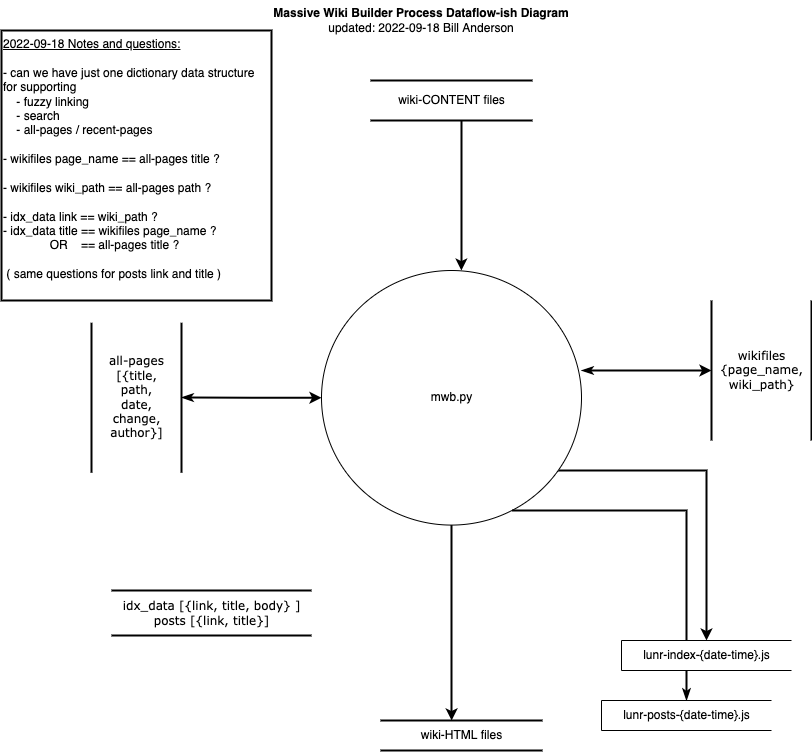 Massive Wiki Builder Process Dataflow-ish Diagram
updated: 2022-09-18 Bill Anderson
2022-09-18 Notes and questions:
- can we have just one dictionary data structure
for supporting
- fuzzy linking
- search
- all-pages / recent-pages
- wikifiles page_name == all-pages title ?
- wikifiles wiki_path == all-pages path ?
- idx_data link == wiki_path ?
- idx_data title == wikifiles page_name ?
OR == all-pages title ?
( same questions for posts link and title )
wiki-CONTENT files
all-pages
[{title,
path,
date,
change,
author}]
mwb.py
wikifiles
{page_name,
wiki_path}
idx_data [{link, title, body} ]
posts [{link, title}]
lunr-index-{date-time}.js
lunr-posts-{date-time}.js
wiki-HTML files